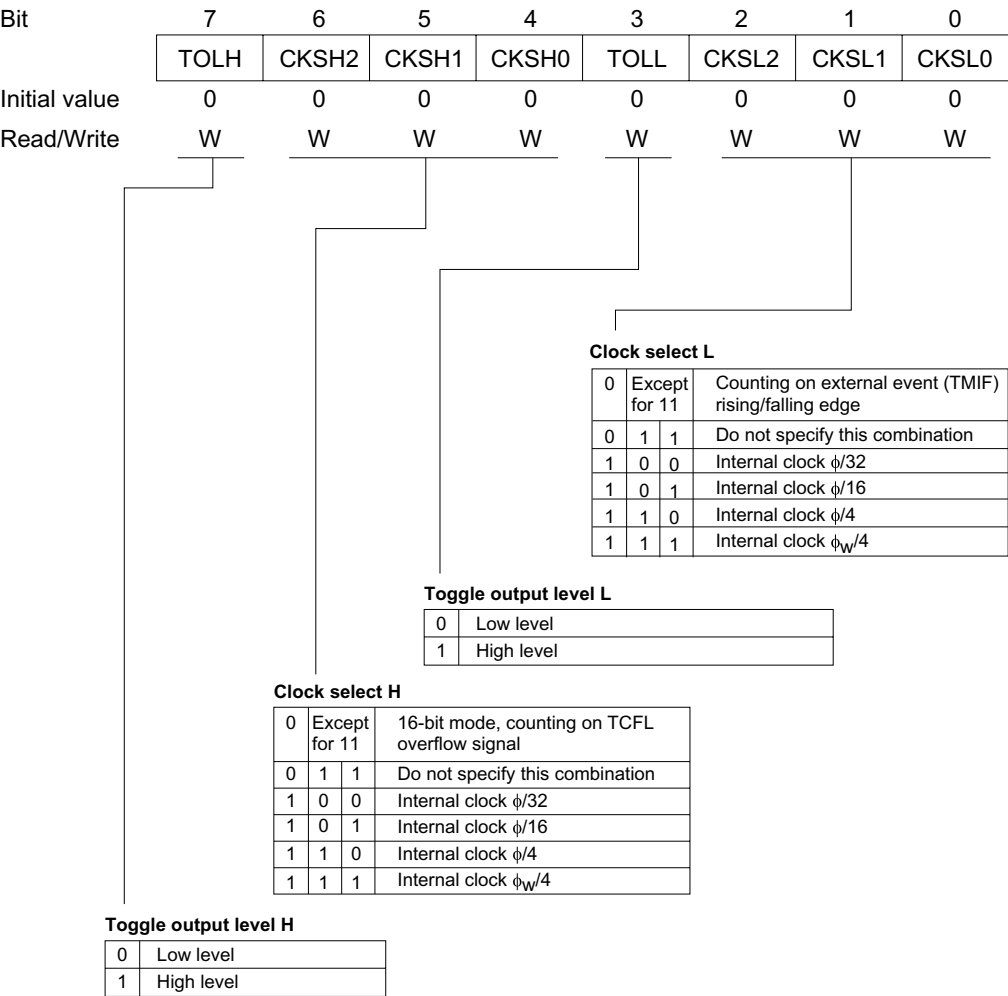 Bit 7 6 5 4 3 2 1 0
TOLH CKSH2 CKSH1 CKSH0 TOLL CKSL2 CKSL1 CKSL0
Initial value 0 0 0 0 0 0 0 0
Read/Write W W W W W W W W
Clock select L
0 Except for 11 Counting on external event (TMIF) rising/falling edge
0 1 1 Do not specify this combination
1 0 0 Internal clock ϕ/32
1 0 1 Internal clock ϕ/16
1 1 0 Internal clock ϕ/4
1 1 1 Internal clock ϕW/4
Toggle output level L
0 Low level
1 High level
Clock select H
0 Except for 11 16-bit mode, counting on TCFL overflow signal
0 1 1 Do not specify this combination
1 0 0 Internal clock ϕ/32
1 0 1 Internal clock ϕ/16
1 1 0 Internal clock ϕ/4
1 1 1 Internal clock ϕW/4
Toggle output level H
0 Low level
1 High level